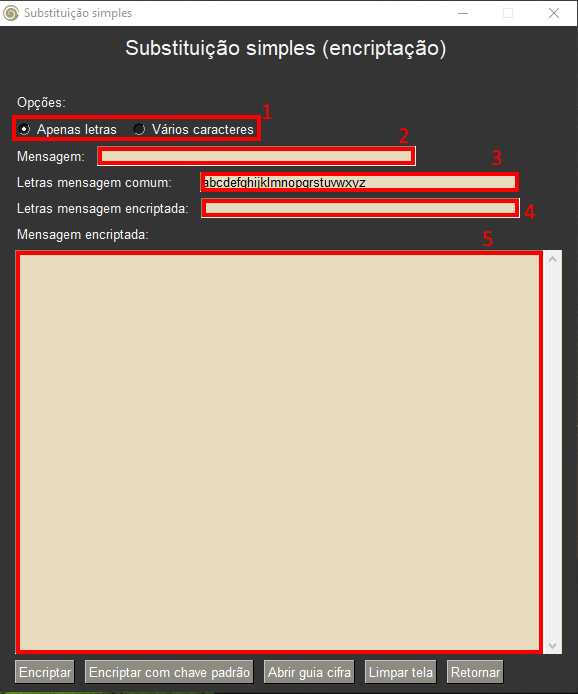 Substituição simples
Substituição simples (encriptação)
Opções:
1
Apenas letras Vários caracteres
2
Mensagem:
3
Letras mensagem comum: abcdefghijklmnopqrstuvwxyz
Letras mensagem encriptada:
4
Mensagem encriptada:
5
Encriptar Encriptar com chave padrão Abrir guia cifra Limpar tela Retornar